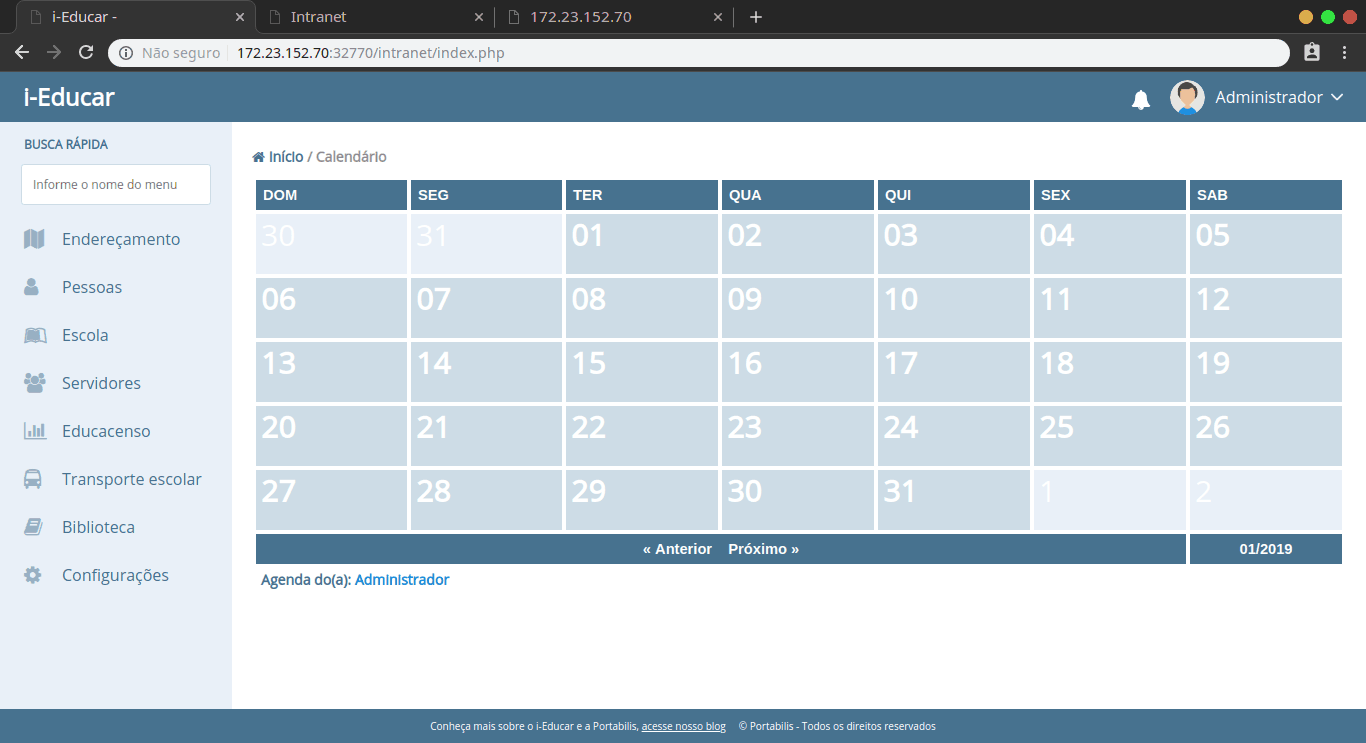 i-Educar - Intranet 172.23.152.70
Não seguro 172.23.152.70:32770/intranet/index.php
i-Educar Administrador
BUSCA RÁPIDA
Informe o nome do menu
Endereçamento
Pessoas
Escola
Servidores
Educacenso
Transporte escolar
Biblioteca
Configurações
Início / Calendário
DOM SEG TER QUA QUI SEX SAB
30 31 01 02 03 04 05
06 07 08 09 10 11 12
13 14 15 16 17 18 19
20 21 22 23 24 25 26
27 28 29 30 31 1 2
« Anterior Próximo » 01/2019
Agenda do(a): Administrador
Conheça mais sobre o i-Educar e a Portabilis, acesse nosso blog © Portabilis - Todos os direitos reservados